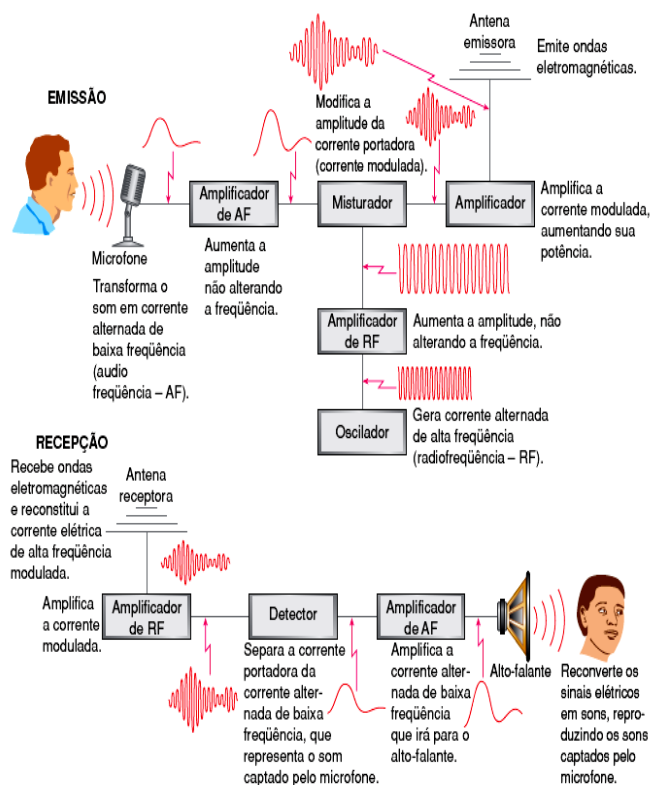 EMISSÃO
Microfone
Transforma o
som em corrente
alternada de
baixa freqüência
(audio
freqüência – AF).
Amplificador
de AF
Aumenta a
amplitude
não alterando
a freqüência.
Modifica a
amplitude da
corrente portadora
(corrente modulada).
Misturador
Antena
emissora
Emite ondas
eletromagnéticas.
Amplificador
Amplifica a
corrente modulada,
aumentando sua
potência.
Amplificador
de RF
Aumenta a amplitude, não
alterando a freqüência.
Oscilador
Gera corrente alternada
de alta freqüência
(radiofreqüência – RF).
RECEPÇÃO
Recebe ondas
eletromagnéticas
e reconstitui a
corrente elétrica
de alta freqüência
modulada.
Antena
receptora
Amplifica
a corrente
modulada.
Amplificador
de RF
Detector
Separa a corrente
portadora da
corrente alter-
nada de baixa
freqüência, que
representa o som
captado pelo microfone.
Amplificador
de AF
Amplifica a
corrente alter-
nada de baixa
freqüência
que irá para o
alto-falante.
Alto-falante
Reconverte os
sinais elétricos
em sons, repro-
duzindo os sons
captados pelo
microfone.